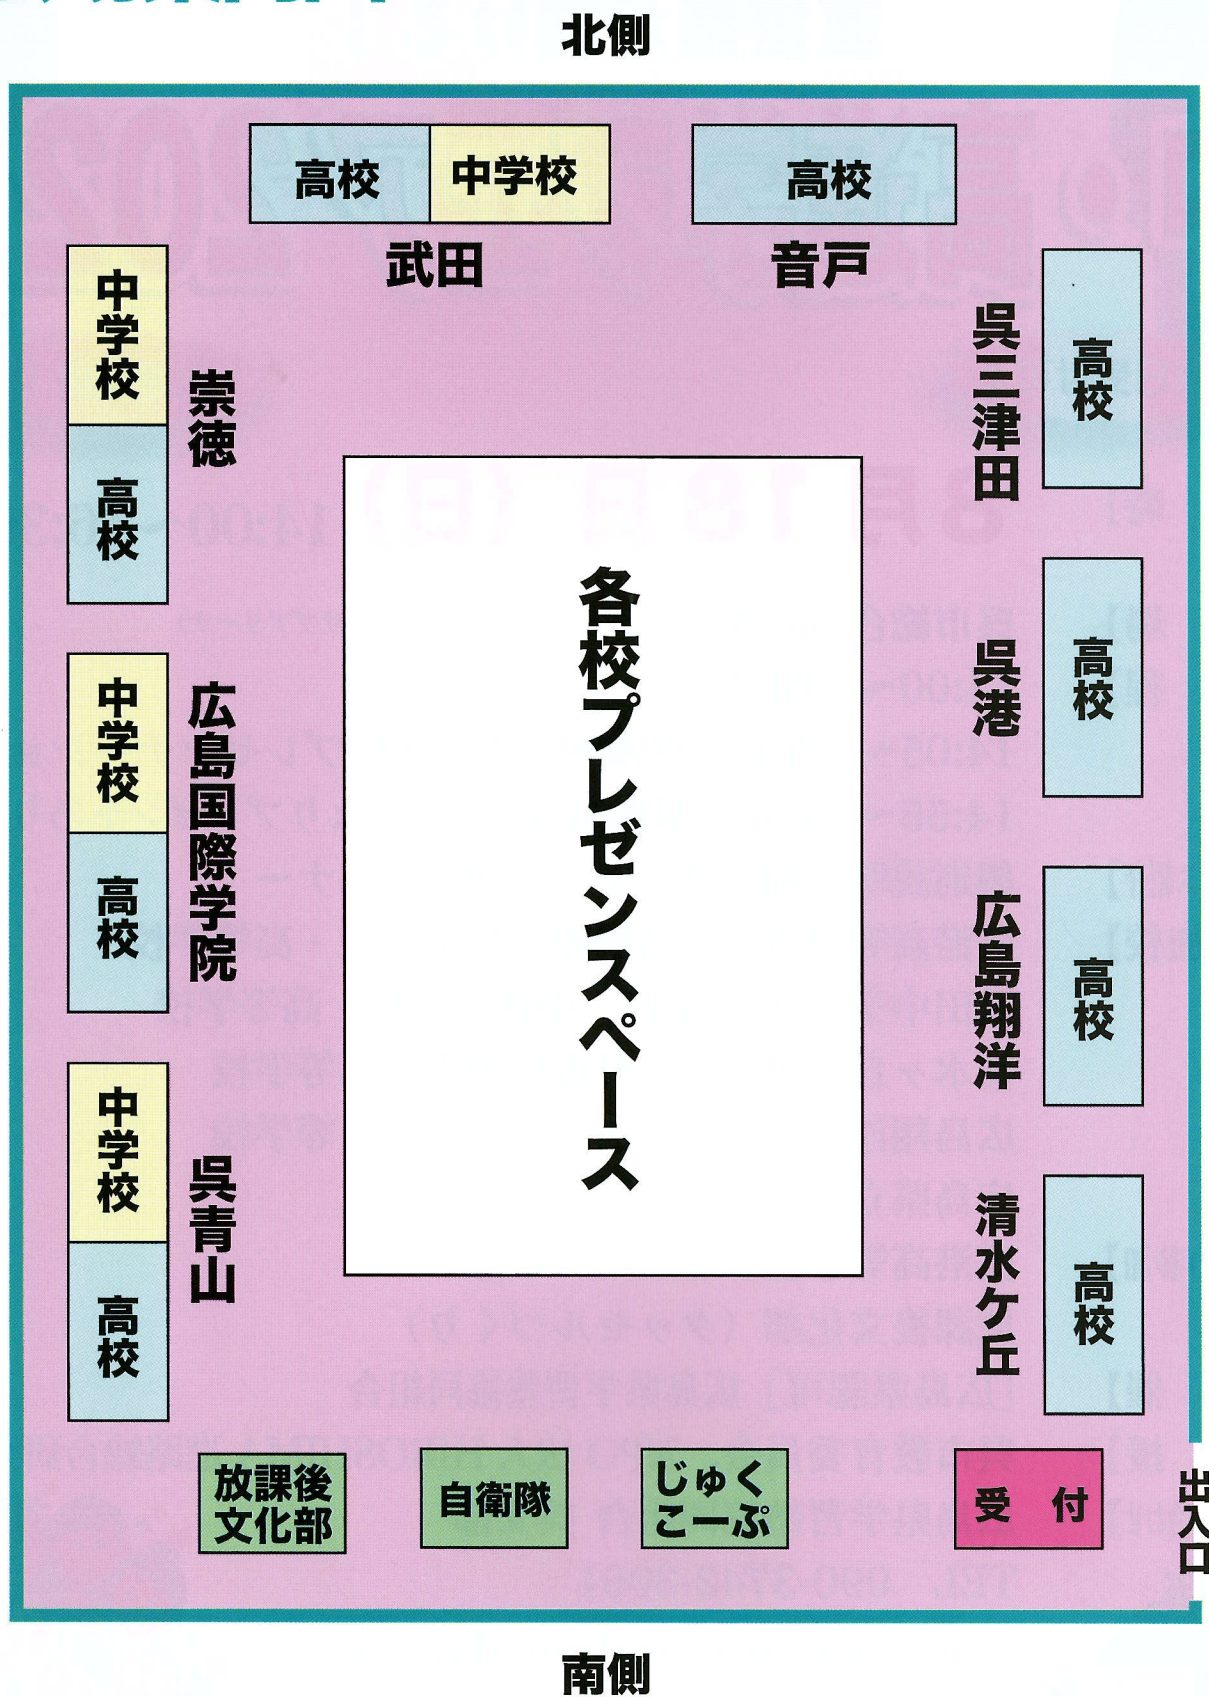 北側
高校
中学校
武田
高校
音戸
中学校
高校
崇徳
中学校
高校
広島国際学院
中学校
高校
呉青山
各校プレゼンスペース
呉三津田
高校
呉港
高校
広島翔洋
高校
清水ケ丘
高校
放課後
文化部
自衛隊
じゅく
こーぷ
受 付
出入口
南側